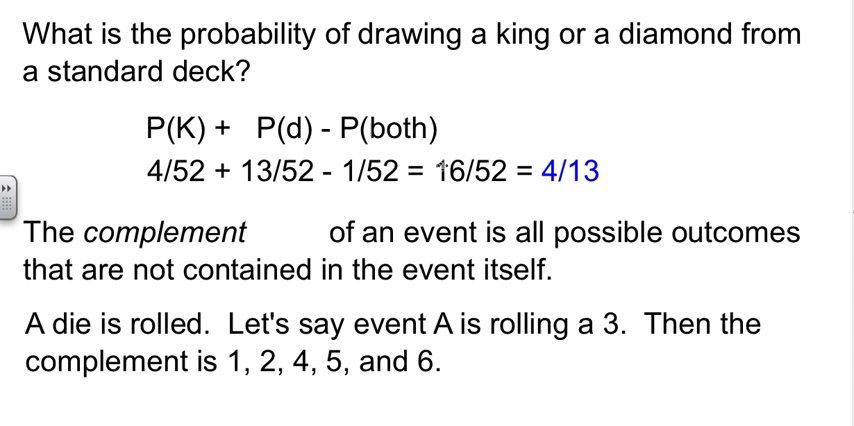 What is the probability of drawing a king or a diamond from
a standard deck?
P(K) + P(d) - P(both)
4/52 + 13/52 - 1/52 = 16/52 = 4/13
The complement of an event is all possible outcomes
that are not contained in the event itself.
A die is rolled. Let's say event A is rolling a 3. Then the
complement is 1, 2, 4, 5, and 6.